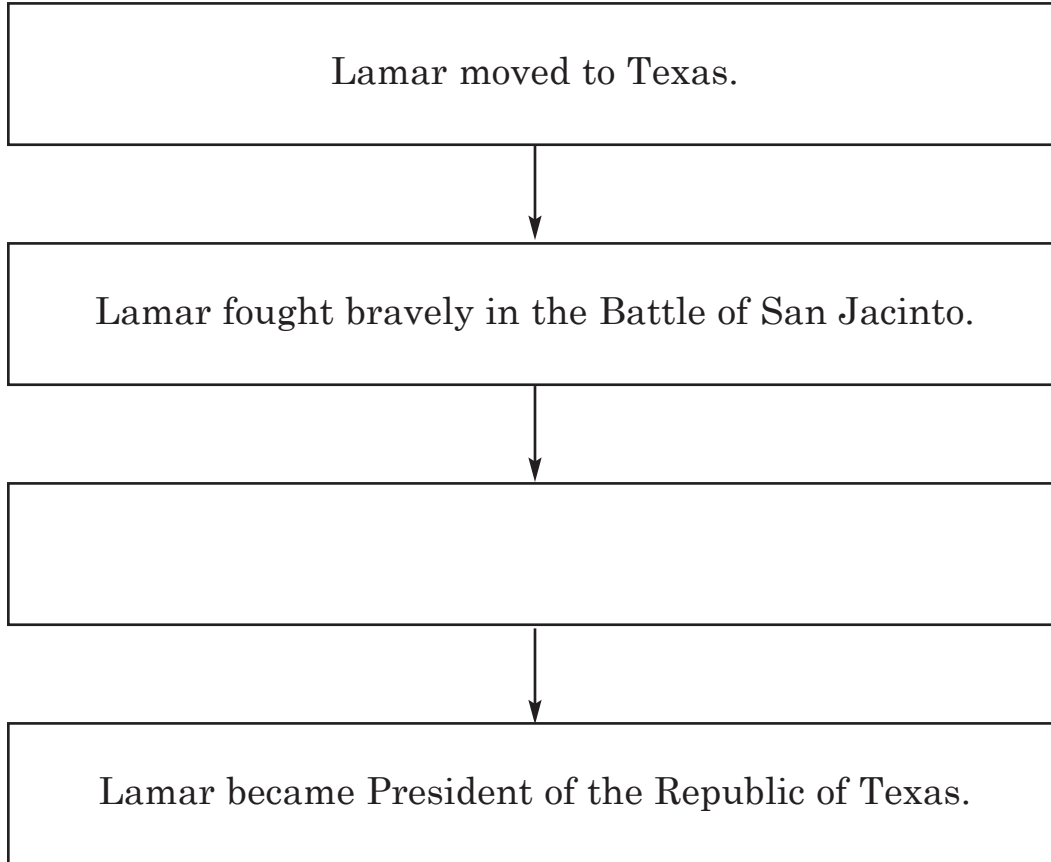 Lamar moved to Texas.
Lamar fought bravely in the Battle of San Jacinto.
Lamar became President of the Republic of Texas.